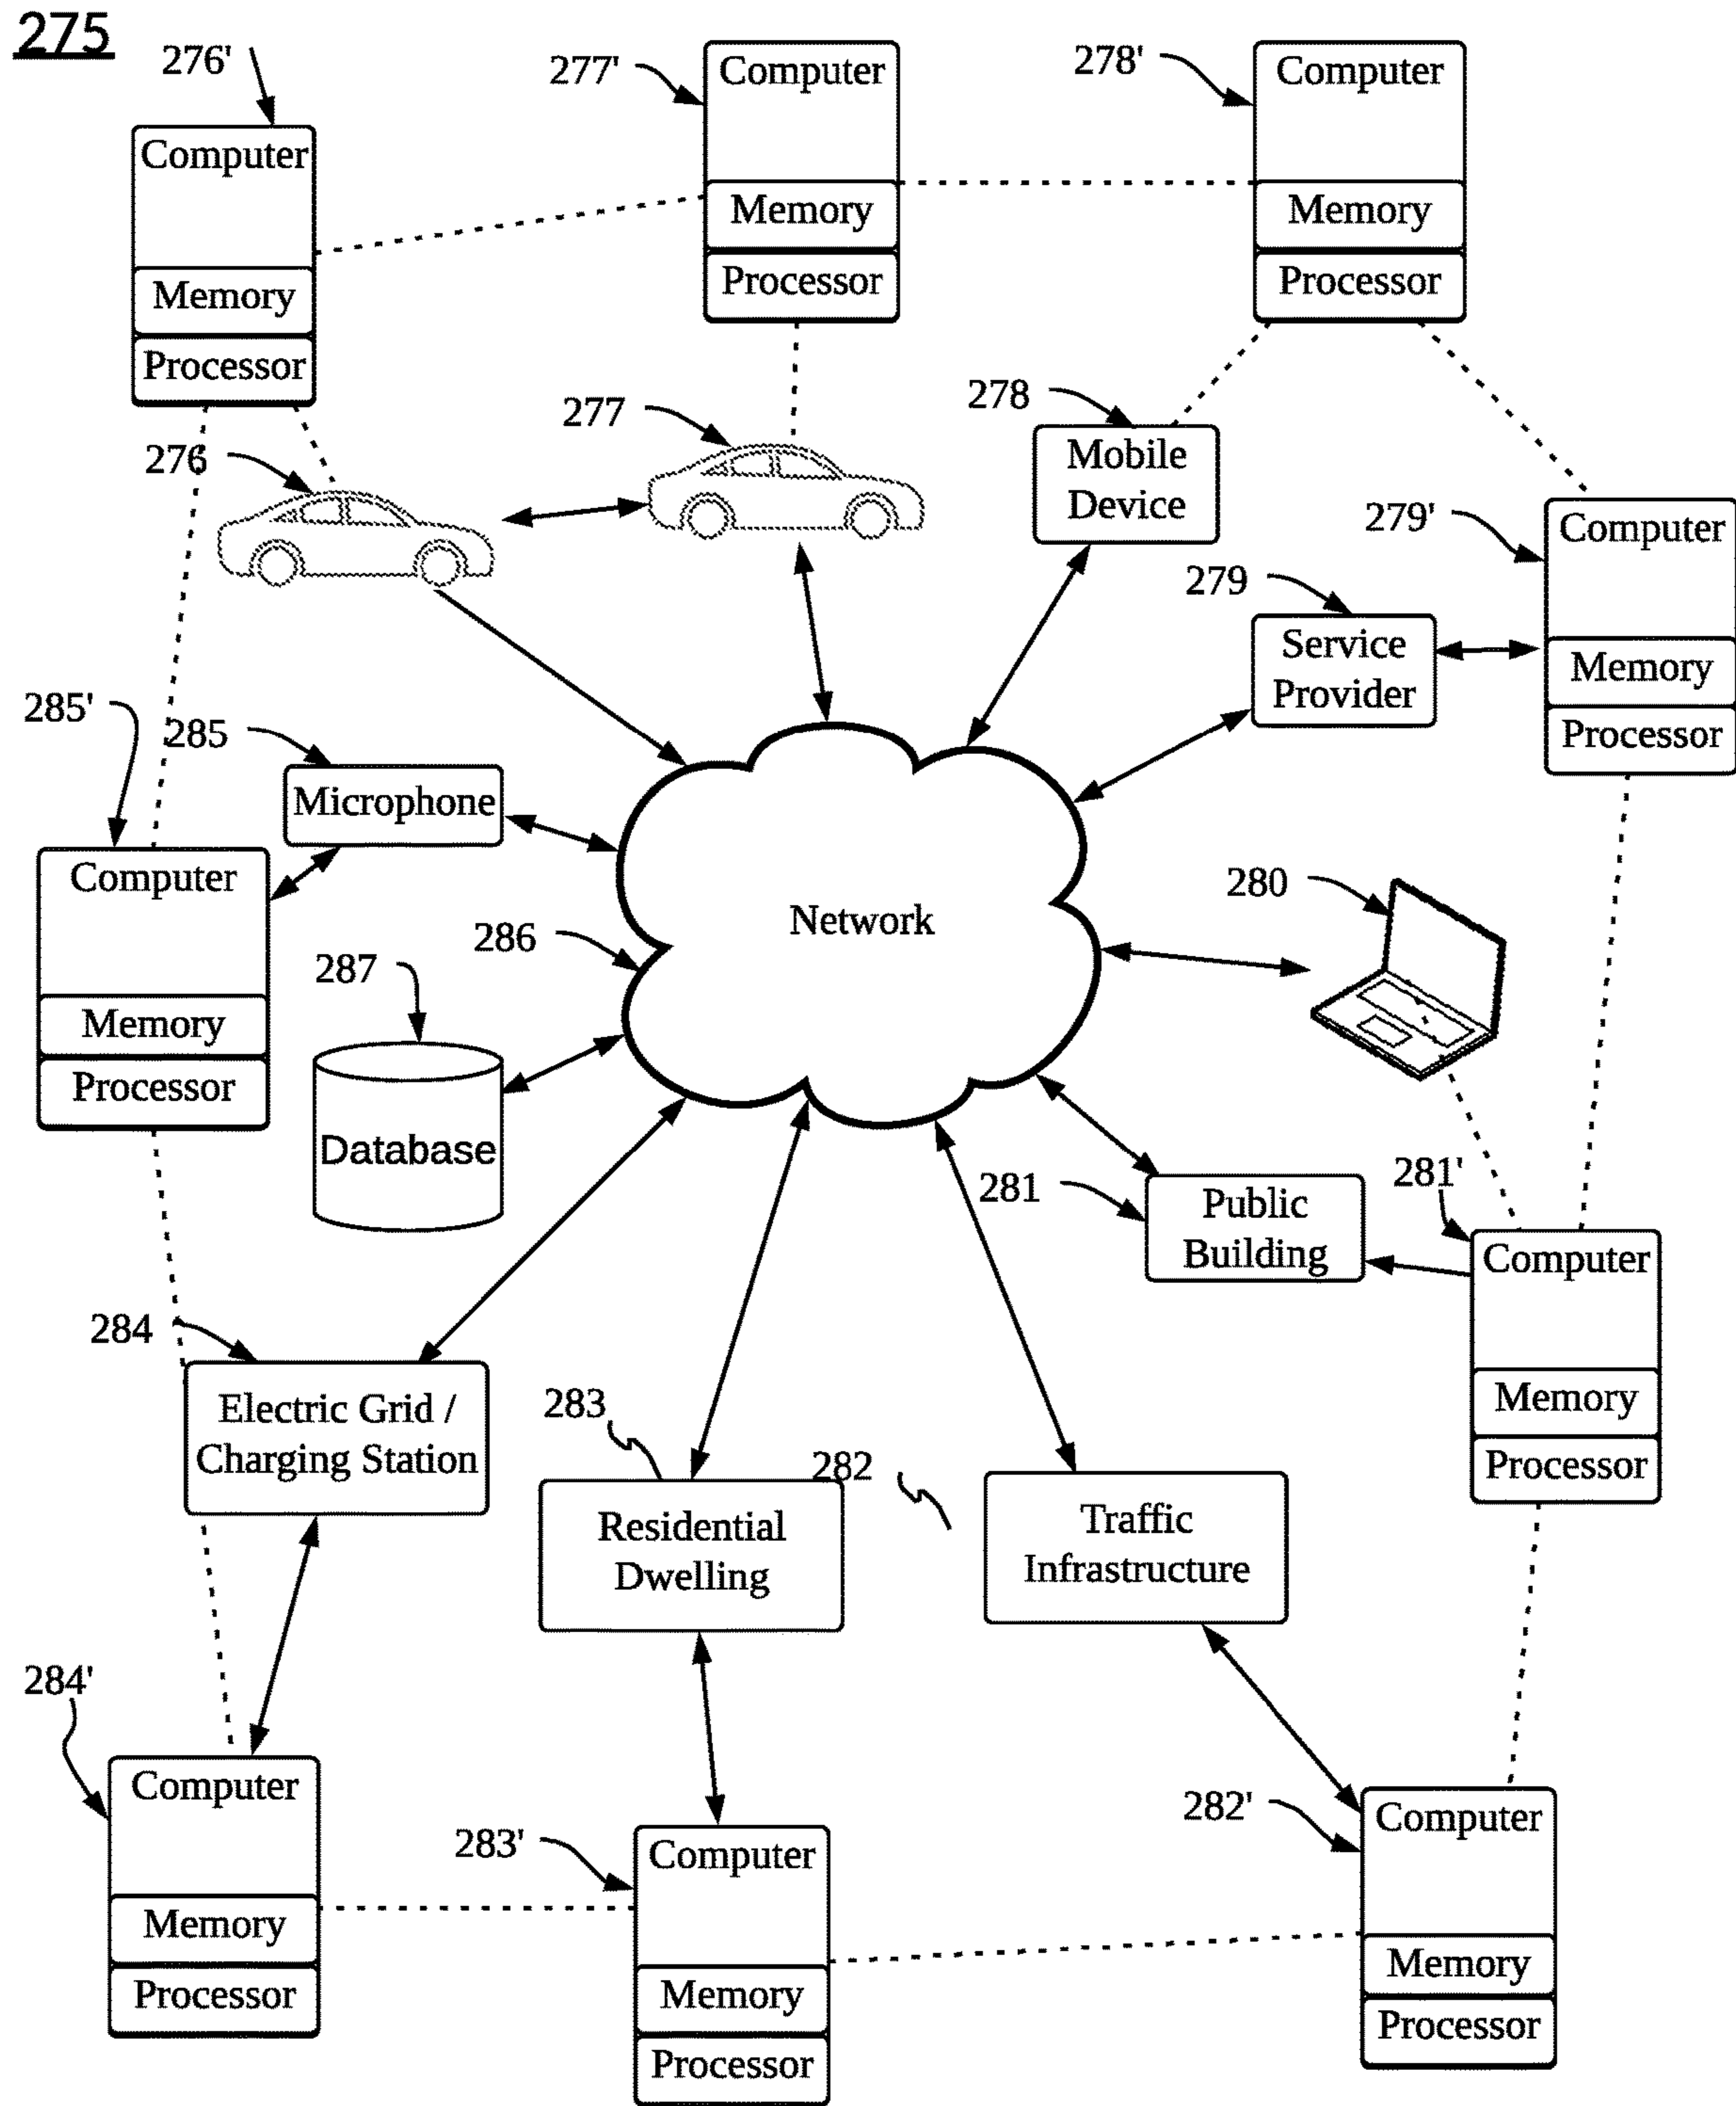 275
276'
277'
278'
Computer
Memory
Processor
Computer
Memory
Processor
Computer
Memory
Processor
276
277
278
Mobile
Device
279'
Computer
Memory
Processor
279
Service
Provider
285'
285
Microphone
Computer
Memory
Processor
286
Network
280
287
Database
281
Public
Building
281'
Computer
Memory
Processor
284
Electric Grid /
Charging Station
283
Residential
Dwelling
282
Traffic
Infrastructure
284'
Computer
Memory
Processor
283'
Computer
Memory
Processor
282'
Computer
Memory
Processor